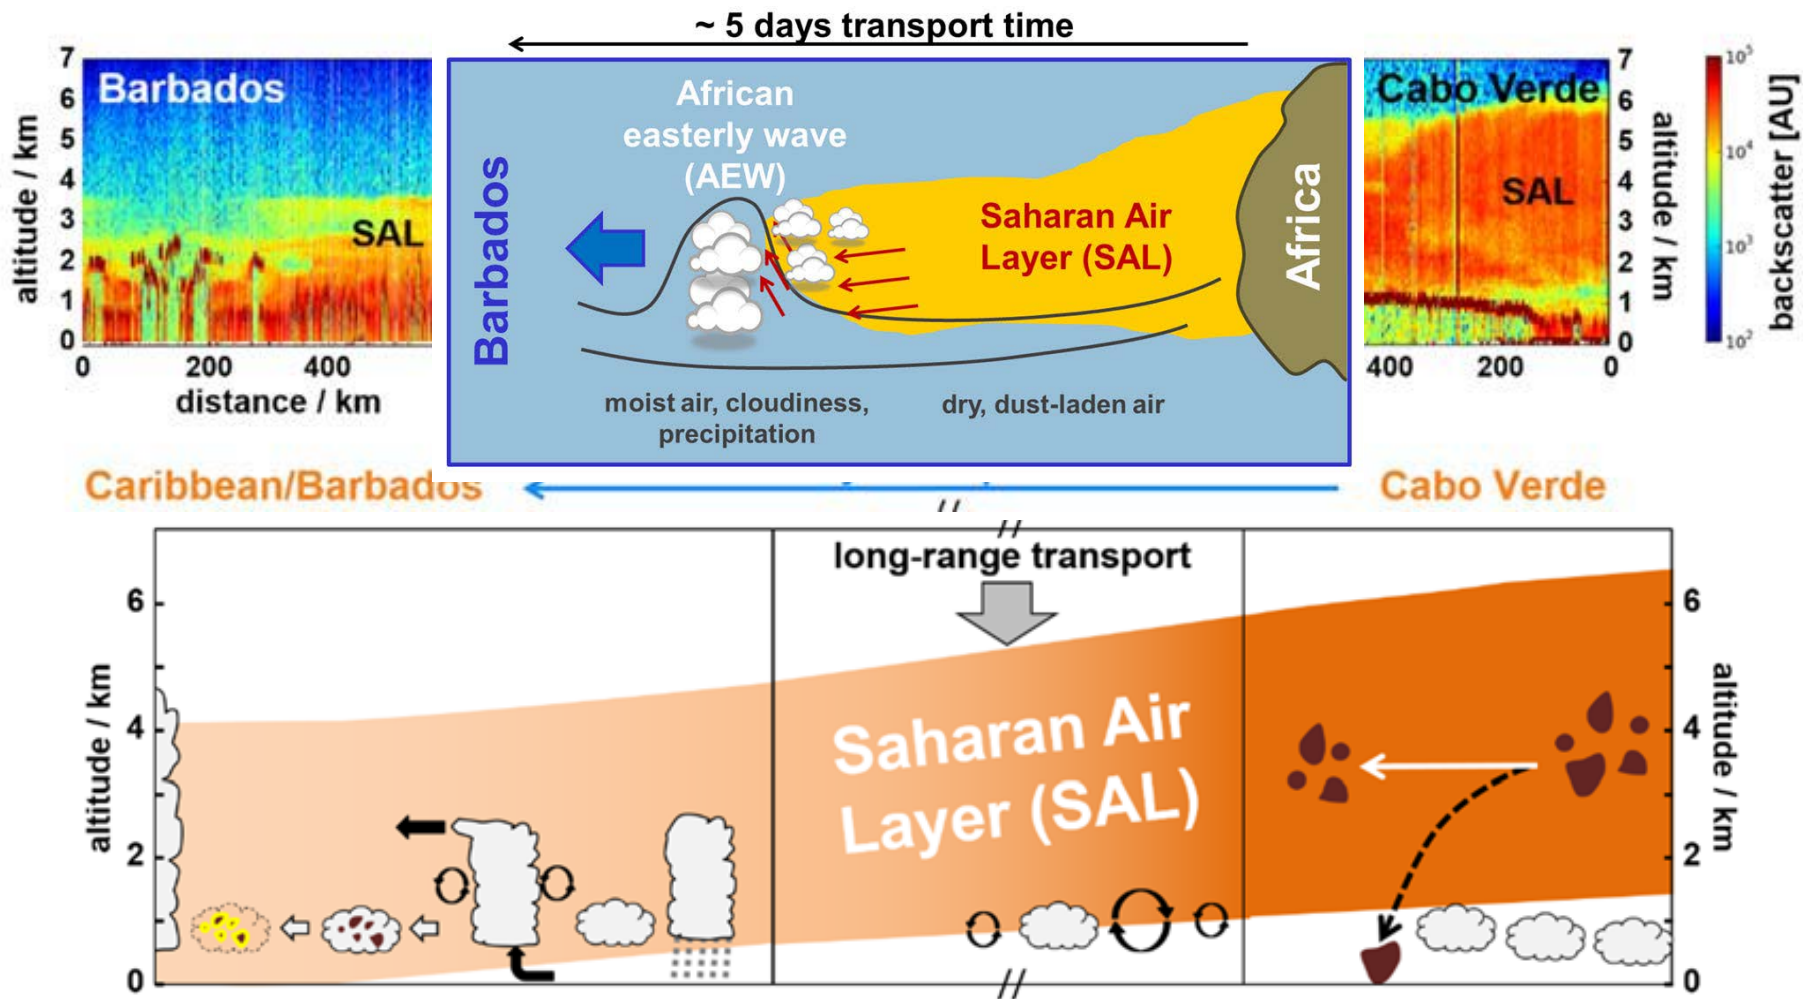 ~ 5 days transport time
7
6
5
4
3
2
1
0
altitude / km
Barbados
SAL
0
200
400
distance / km
African
easterly wave
(AEW)
Barbados
Saharan Air
Layer (SAL)
Africa
moist air, cloudiness,
precipitation
dry, dust-laden air
Cabo Verde
SAL
7
6
5
4
3
2
1
0
altitude / km
400
200
0
10⁵
10⁴
10³
10²
backscatter [AU]
Caribbean/Barbados
//
Cabo Verde
//
long-range transport
6
4
2
0
altitude / km
Saharan Air
Layer (SAL)
6
4
2
0
altitude / km
//